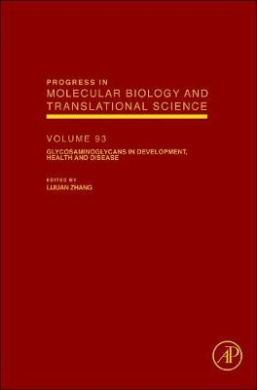 PROGRESS IN
MOLECULAR BIOLOGY
AND
TRANSLATIONAL SCIENCE
VOLUME 93
GLYCOSAMINOGLYCANS IN DEVELOPMENT,
HEALTH AND DISEASE
EDITED BY
LIJUAN ZHANG
AP